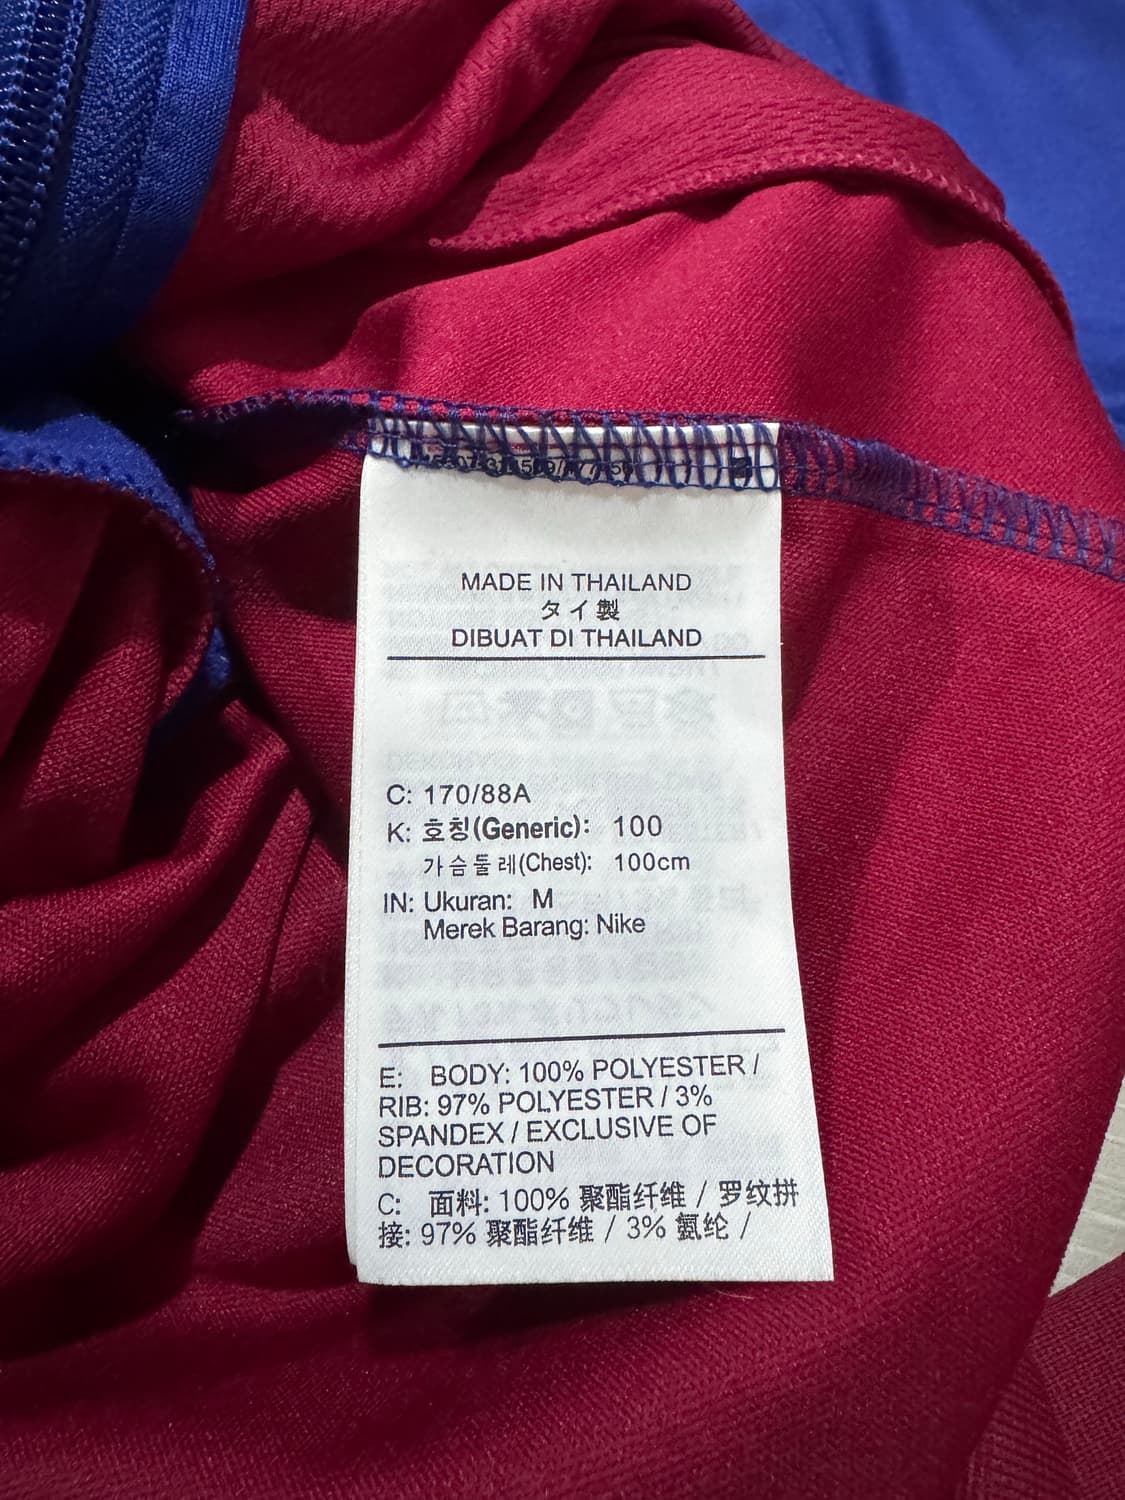 MADE IN THAILAND
タイ製
DIBUAT DI THAILAND
C: 170/88A
K: 호칭(Generic): 100
가슴둘레(Chest): 100cm
IN: Ukuran: M
Merek Barang: Nike
E: BODY: 100% POLYESTER /
RIB: 97% POLYESTER / 3%
SPANDEX / EXCLUSIVE OF
DECORATION
C: 面料: 100% 聚酯纤维 / 罗纹拼
接: 97% 聚酯纤维 / 3% 氨纶 /